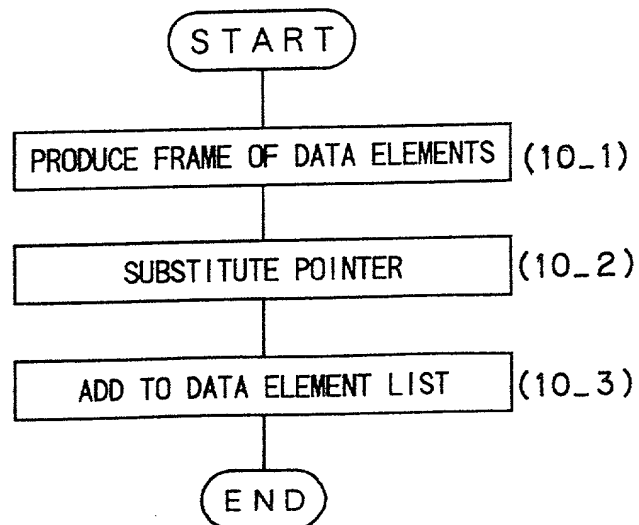 START
PRODUCE FRAME OF DATA ELEMENTS (10_1)
SUBSTITUTE POINTER (10_2)
ADD TO DATA ELEMENT LIST (10_3)
END